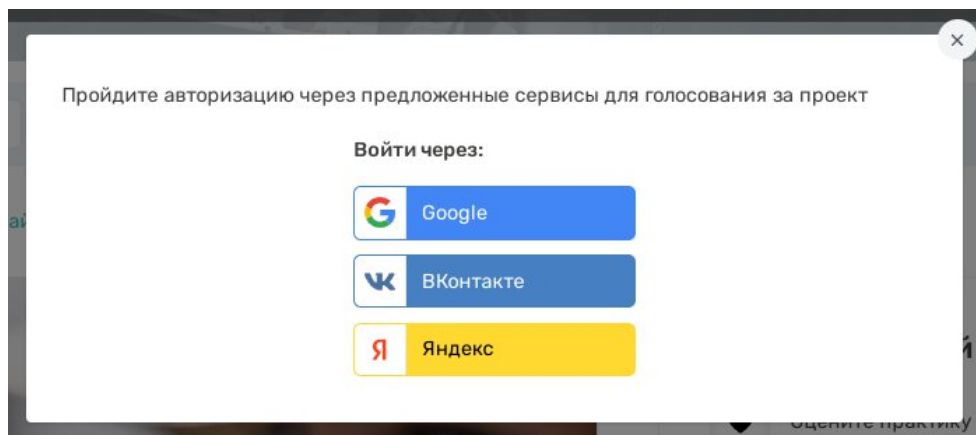 Пройдите авторизацию через предложенные сервисы для голосования за проект
Войти через:
Google
ВКонтакте
Яндекс
Оцените практику